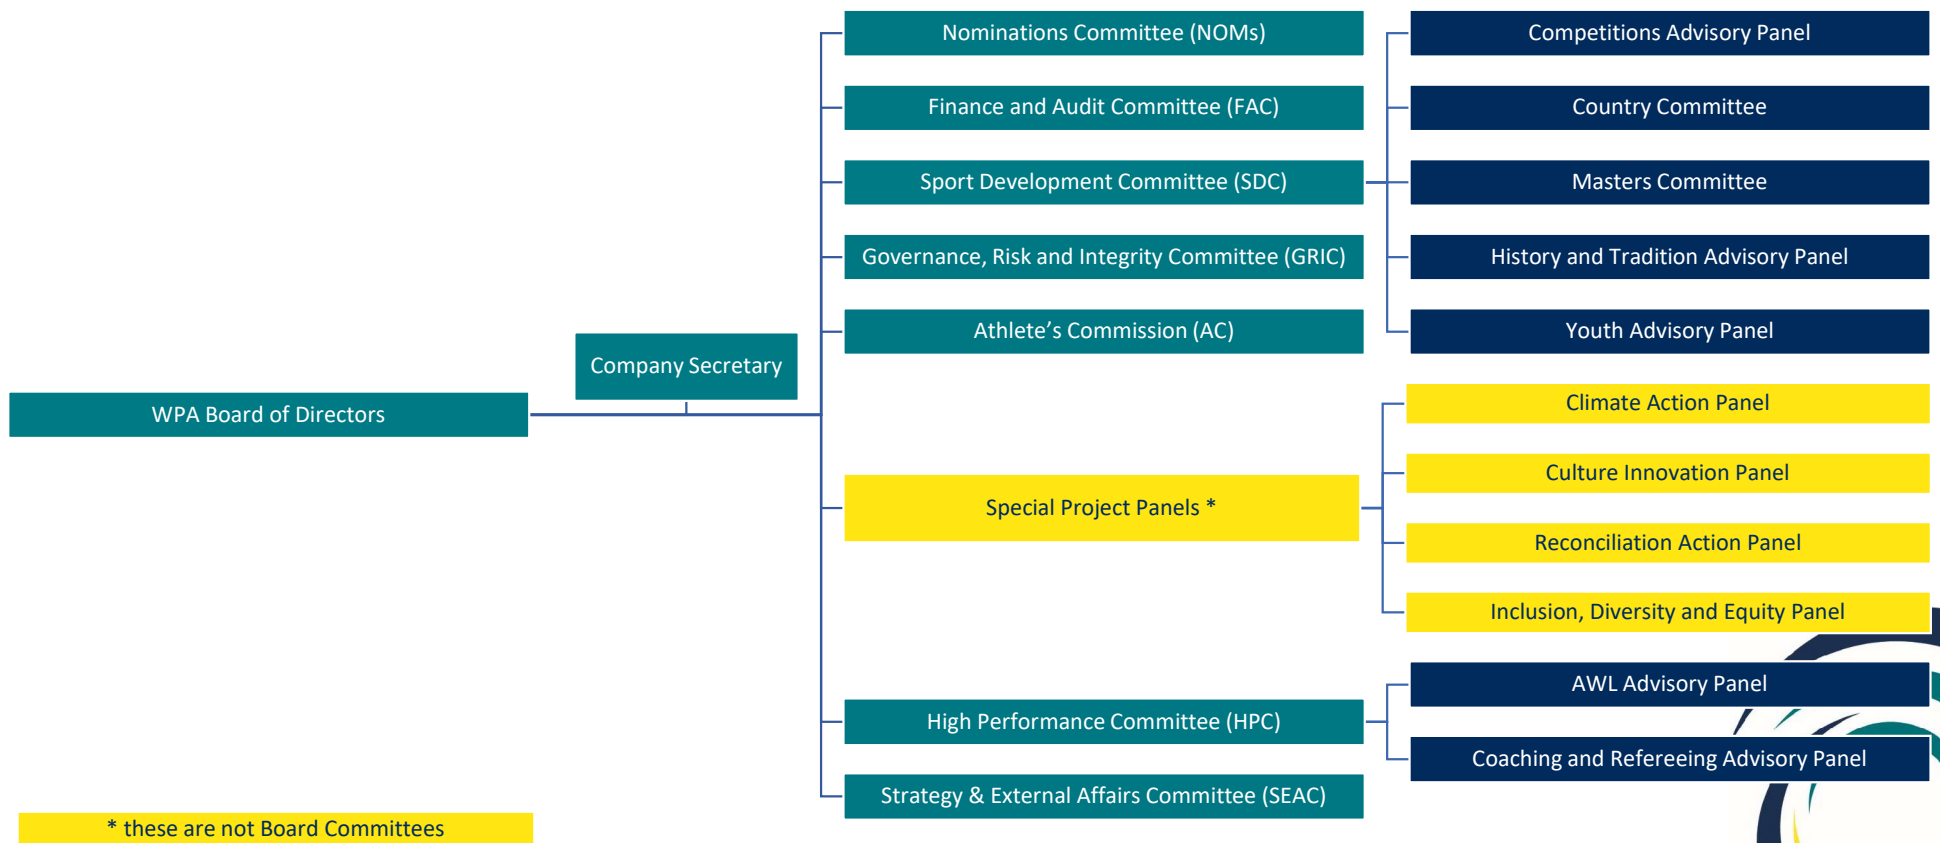 WPA Board of Directors
Company Secretary
Nominations Committee (NOMs)
Finance and Audit Committee (FAC)
Sport Development Committee (SDC)
Governance, Risk and Integrity Committee (GRIC)
Athlete’s Commission (AC)
Special Project Panels *
High Performance Committee (HPC)
Strategy & External Affairs Committee (SEAC)
Competitions Advisory Panel
Country Committee
Masters Committee
History and Tradition Advisory Panel
Youth Advisory Panel
Climate Action Panel
Culture Innovation Panel
Reconciliation Action Panel
Inclusion, Diversity and Equity Panel
AWL Advisory Panel
Coaching and Refereeing Advisory Panel
* these are not Board Committees